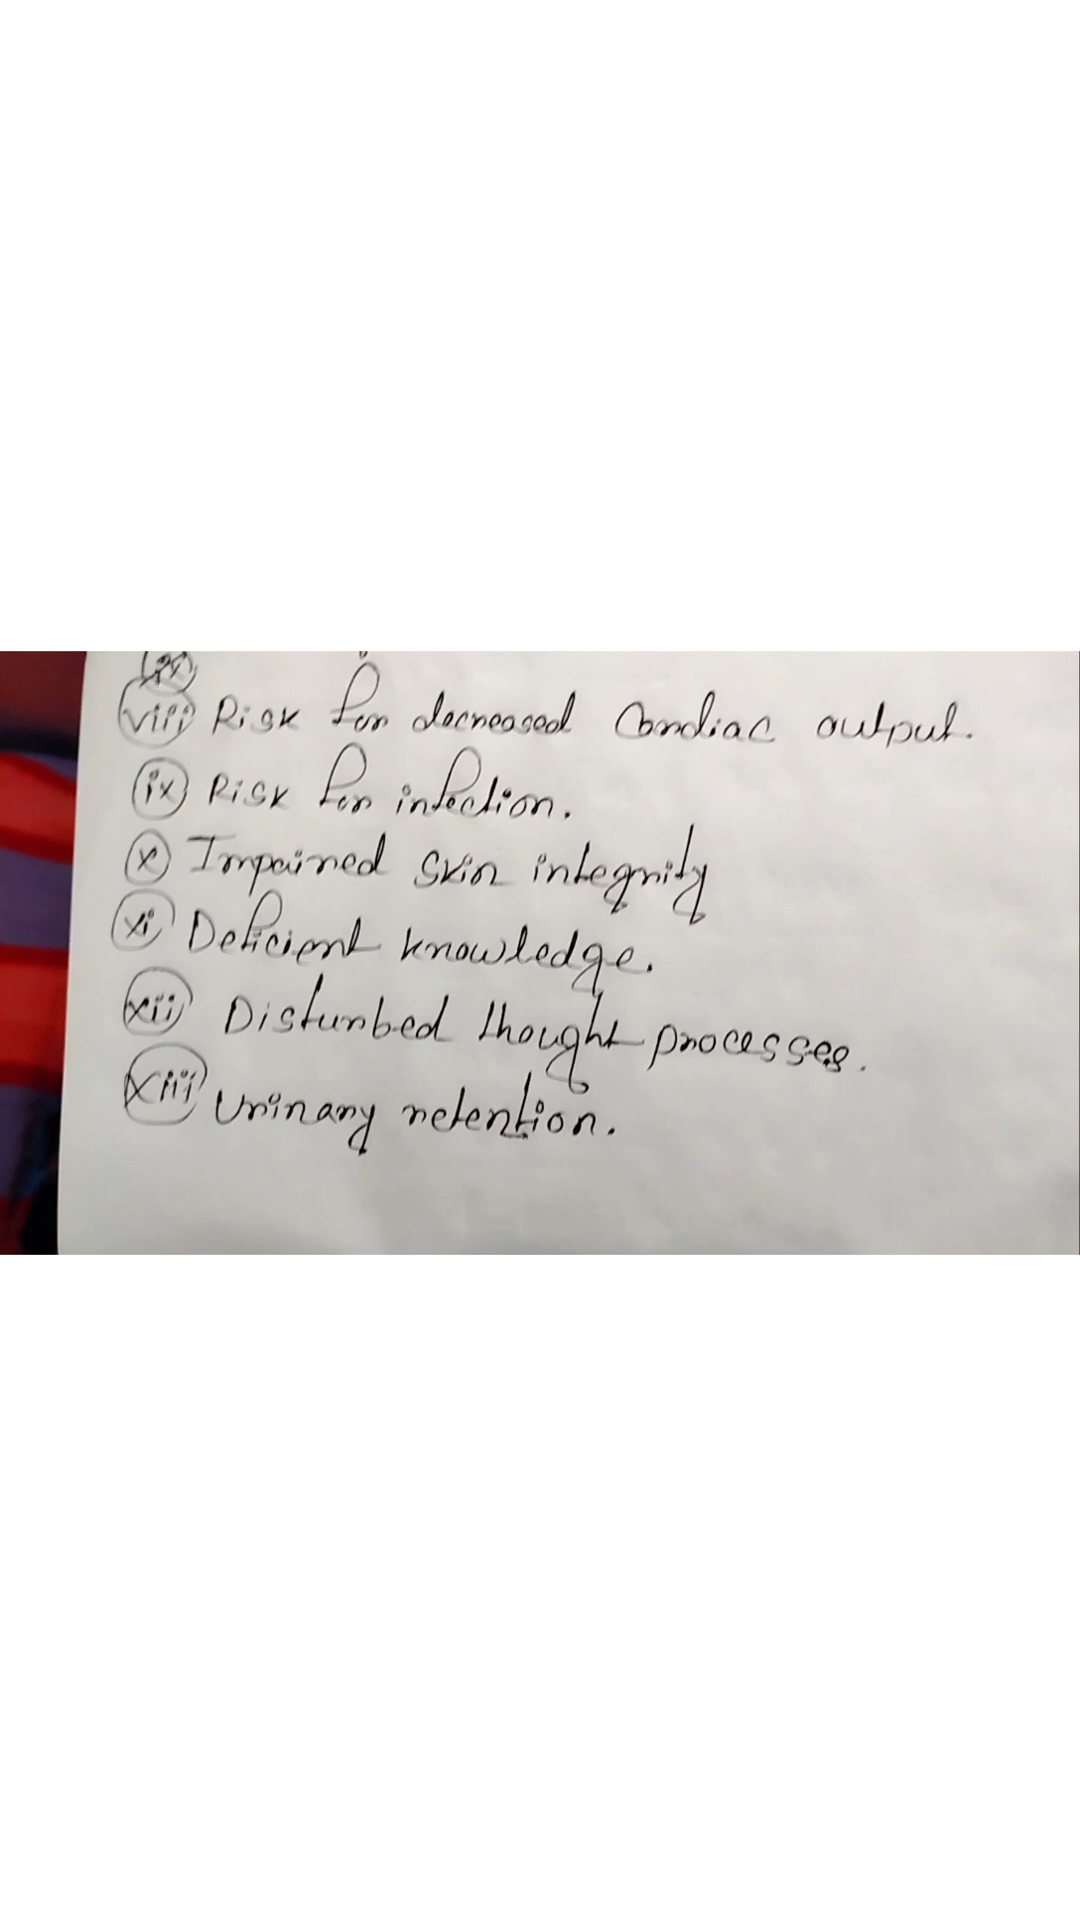 viii Risk for decreased Cardiac output.
ix Risk for infection.
x Impaired skin integrity
xi Deficient knowledge.
xii Disturbed thought processes.
xiii Urinary retention.